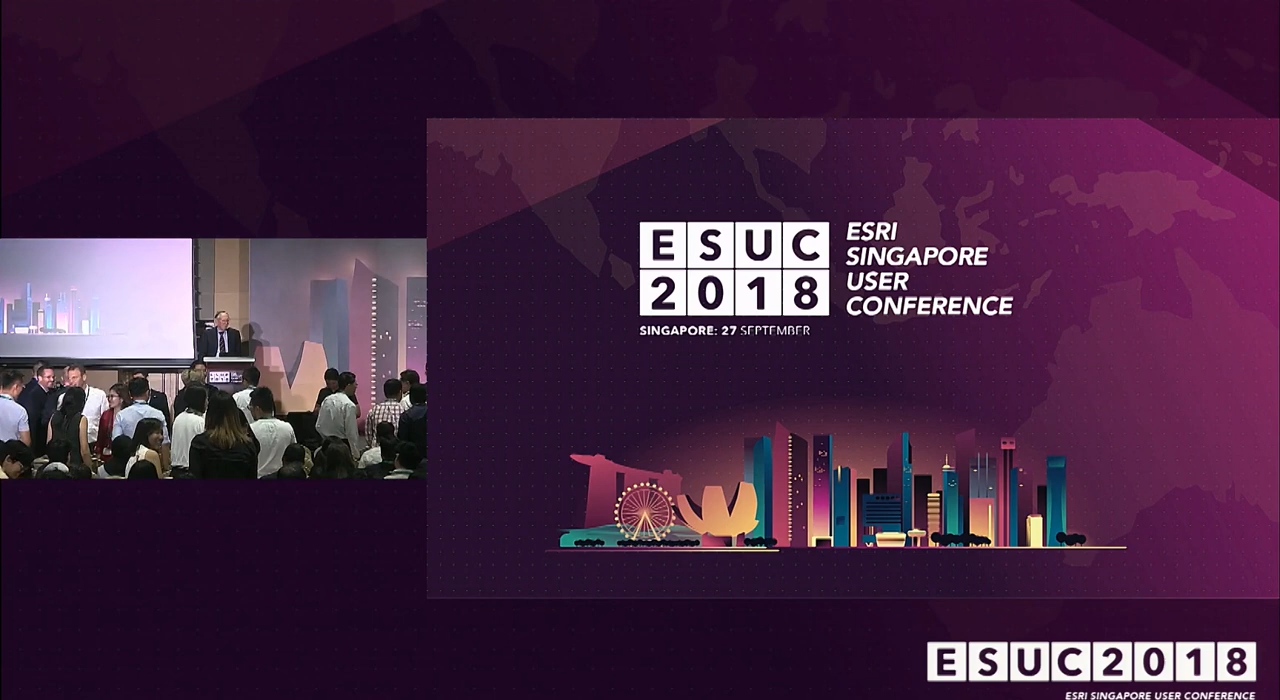 ESUC
2018
ESRI
SINGAPORE
USER
CONFERENCE
SINGAPORE: 27 SEPTEMBER
ESUC2018
ESRI SINGAPORE USER CONFERENCE